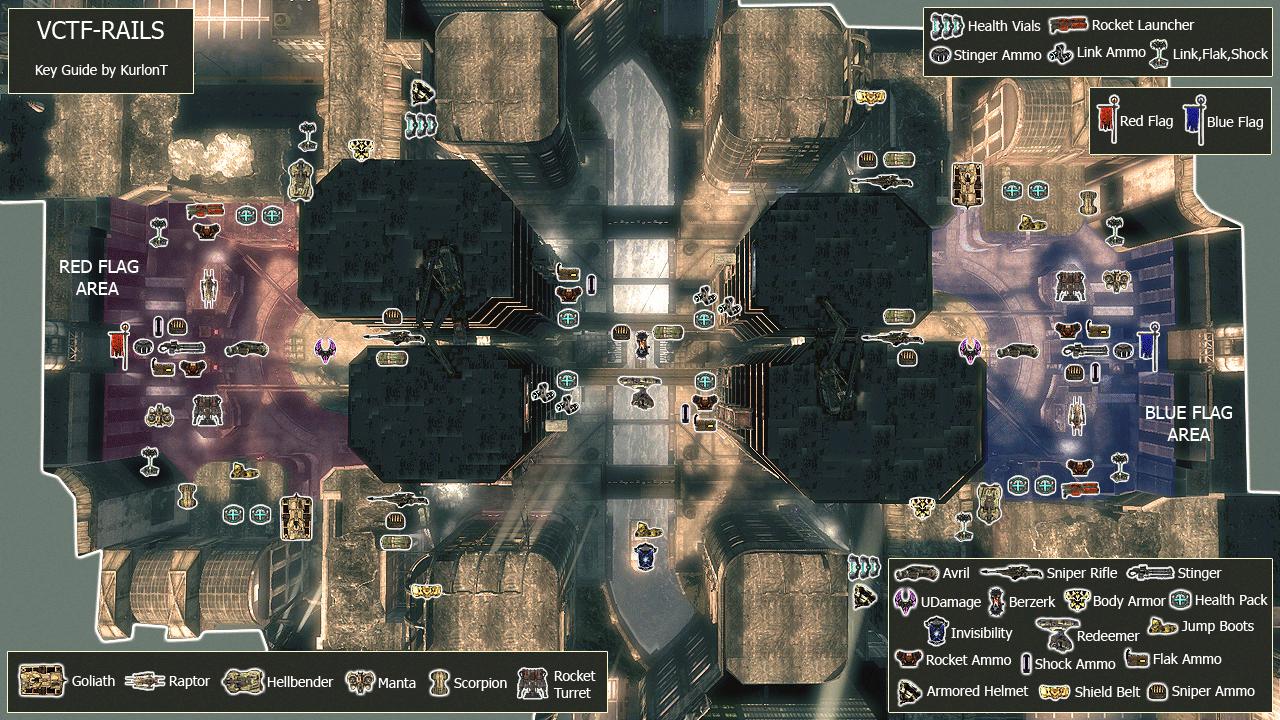 VCTF-RAILS
Key Guide by KurlonT
Health Vials Rocket Launcher
Stinger Ammo Link Ammo Link,Flak,Shock
Red Flag Blue Flag
RED FLAG
AREA
BLUE FLAG
AREA
Avril Sniper Rifle Stinger
UDamage Berzerk Body Armor Health Pack
Invisibility Redeemer Jump Boots
Rocket Ammo Shock Ammo Flak Ammo
Armored Helmet Shield Belt Sniper Ammo
Goliath Raptor Hellbender Manta Scorpion Rocket
Turret